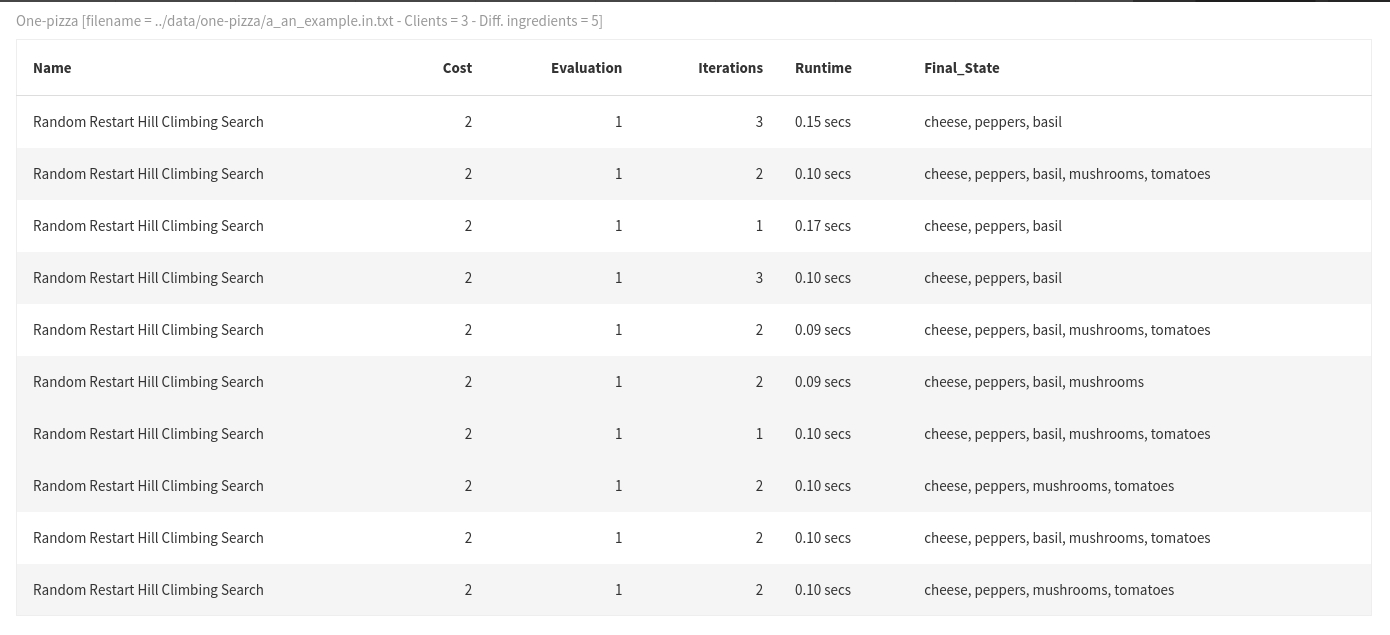 One-pizza [filename = ../data/one-pizza/a_an_example.in.txt - Clients = 3 - Diff. ingredients = 5]
Name Cost Evaluation Iterations Runtime Final_State
Random Restart Hill Climbing Search 2 1 3 0.15 secs cheese, peppers, basil
Random Restart Hill Climbing Search 2 1 2 0.10 secs cheese, peppers, basil, mushrooms, tomatoes
Random Restart Hill Climbing Search 2 1 1 0.17 secs cheese, peppers, basil
Random Restart Hill Climbing Search 2 1 3 0.10 secs cheese, peppers, basil
Random Restart Hill Climbing Search 2 1 2 0.09 secs cheese, peppers, basil, mushrooms, tomatoes
Random Restart Hill Climbing Search 2 1 2 0.09 secs cheese, peppers, basil, mushrooms
Random Restart Hill Climbing Search 2 1 1 0.10 secs cheese, peppers, basil, mushrooms, tomatoes
Random Restart Hill Climbing Search 2 1 2 0.10 secs cheese, peppers, mushrooms, tomatoes
Random Restart Hill Climbing Search 2 1 2 0.10 secs cheese, peppers, basil, mushrooms, tomatoes
Random Restart Hill Climbing Search 2 1 2 0.10 secs cheese, peppers, mushrooms, tomatoes